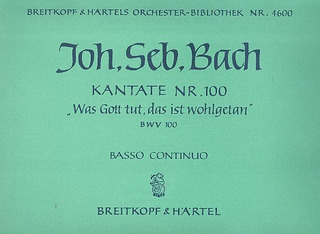 BREITKOPF & HÄRTELS ORCHESTER-BIBLIOTHEK NR. 4600
Joh. Seb. Bach
KANTATE NR. 100
„Was Gott tut, das ist wohlgetan“
BWV 100
BASSO CONTINUO
BREITKOPF & HÄRTEL